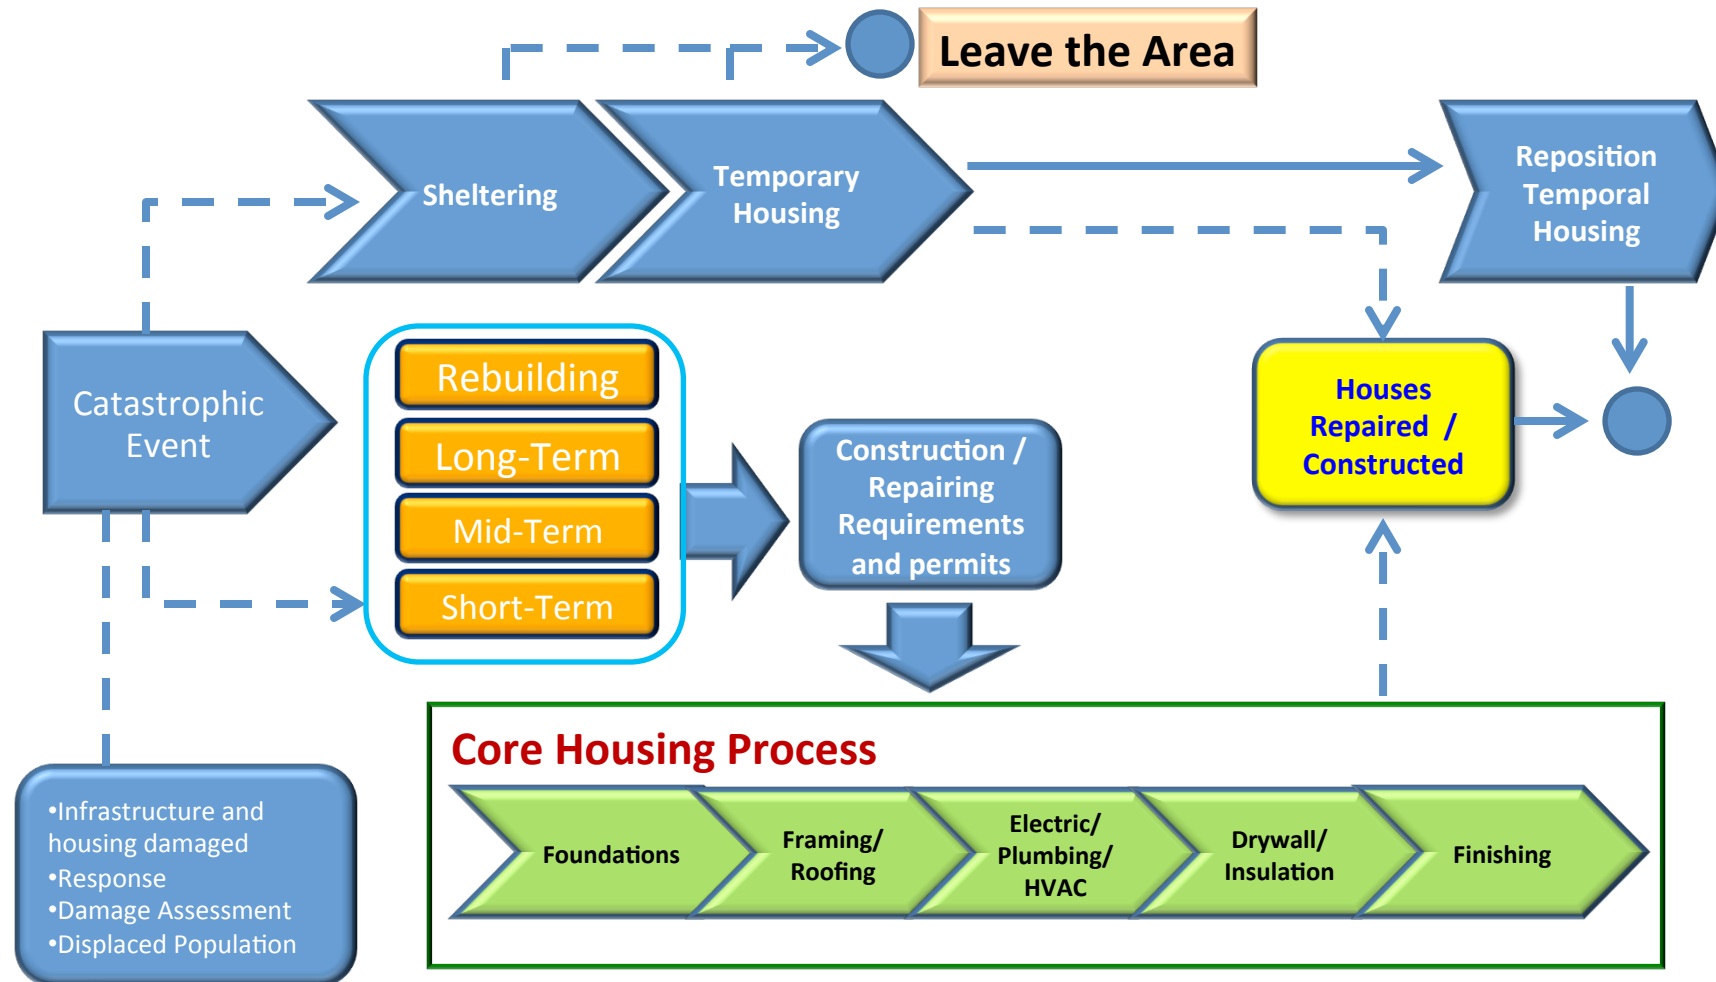 Leave the Area
Sheltering
Temporary
Housing
Reposition
Temporal
Housing
Catastrophic
Event
Rebuilding
Long-Term
Mid-Term
Short-Term
Construction /
Repairing
Requirements
and permits
Houses
Repaired /
Constructed
Core Housing Process
Foundations
Framing/
Roofing
Electric/
Plumbing/
HVAC
Drywall/
Insulation
Finishing
•Infrastructure and
housing damaged
•Response
•Damage Assessment
•Displaced Population